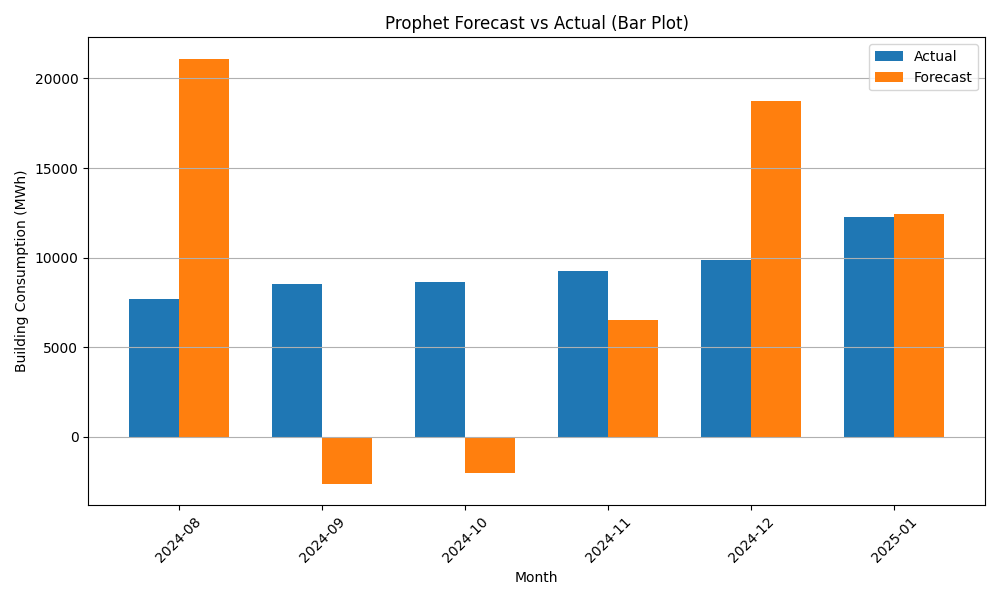 Prophet Forecast vs Actual (Bar Plot)
Actual
Forecast
Building Consumption (MWh)
20000
15000
10000
5000
0
2024-08
2024-09
2024-10
2024-11
2024-12
2025-01
Month